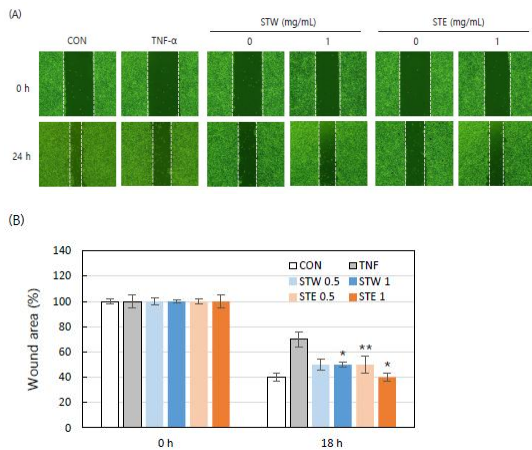 (A)
STW (mg/mL) STE (mg/mL)
CON TNF-α 0 1 0 1
0 h
24 h
(B)
Wound area (%)
140
120
100
80
60
40
20
0
CON TNF
STW 0.5 STW 1
STE 0.5 STE 1
* ** *
0 h 18 h